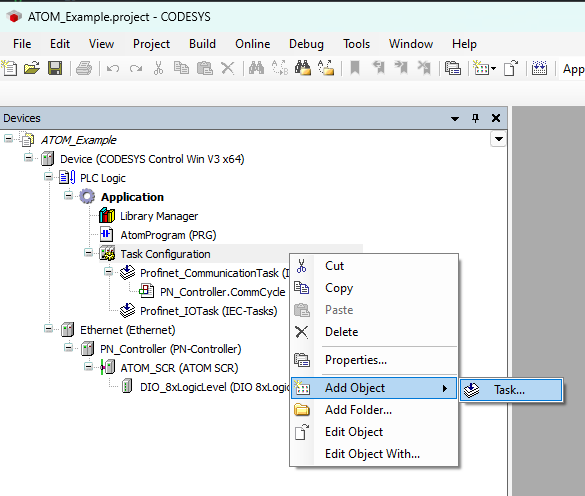 ATOM_Example.project - CODESYS
File Edit View Project Build Online Debug Tools Window Help
App
Devices
ATOM_Example
Device (CODESYS Control Win V3 x64)
PLC Logic
Application
Library Manager
AtomProgram (PRG)
Task Configuration
Profinet_CommunicationTask (I
PN_Controller.CommCycle
Profinet_IOTask (IEC-Tasks)
Ethernet (Ethernet)
PN_Controller (PN-Controller)
ATOM_SCR (ATOM SCR)
DIO_8xLogicLevel (DIO 8xLogic
Cut
Copy
Paste
Delete
Properties...
Add Object
Task...
Add Folder...
Edit Object
Edit Object With...